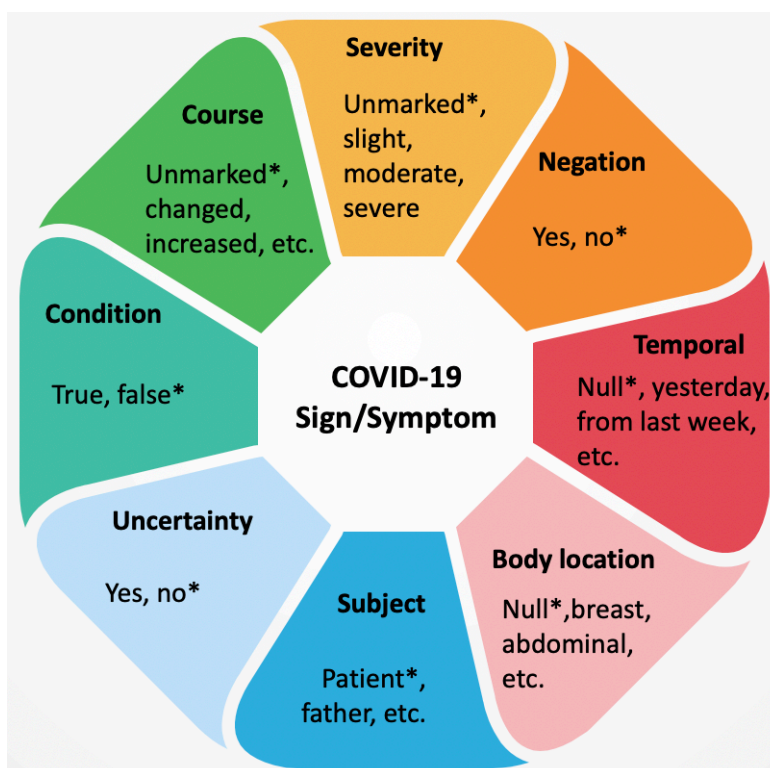 Severity
Unmarked*,
slight,
moderate,
severe
Negation
Yes, no*
Temporal
Null*, yesterday,
from last week,
etc.
Body location
Null*,breast,
abdominal,
etc.
Subject
Patient*,
father, etc.
Uncertainty
Yes, no*
Condition
True, false*
Course
Unmarked*,
changed,
increased, etc.
COVID-19
Sign/Symptom